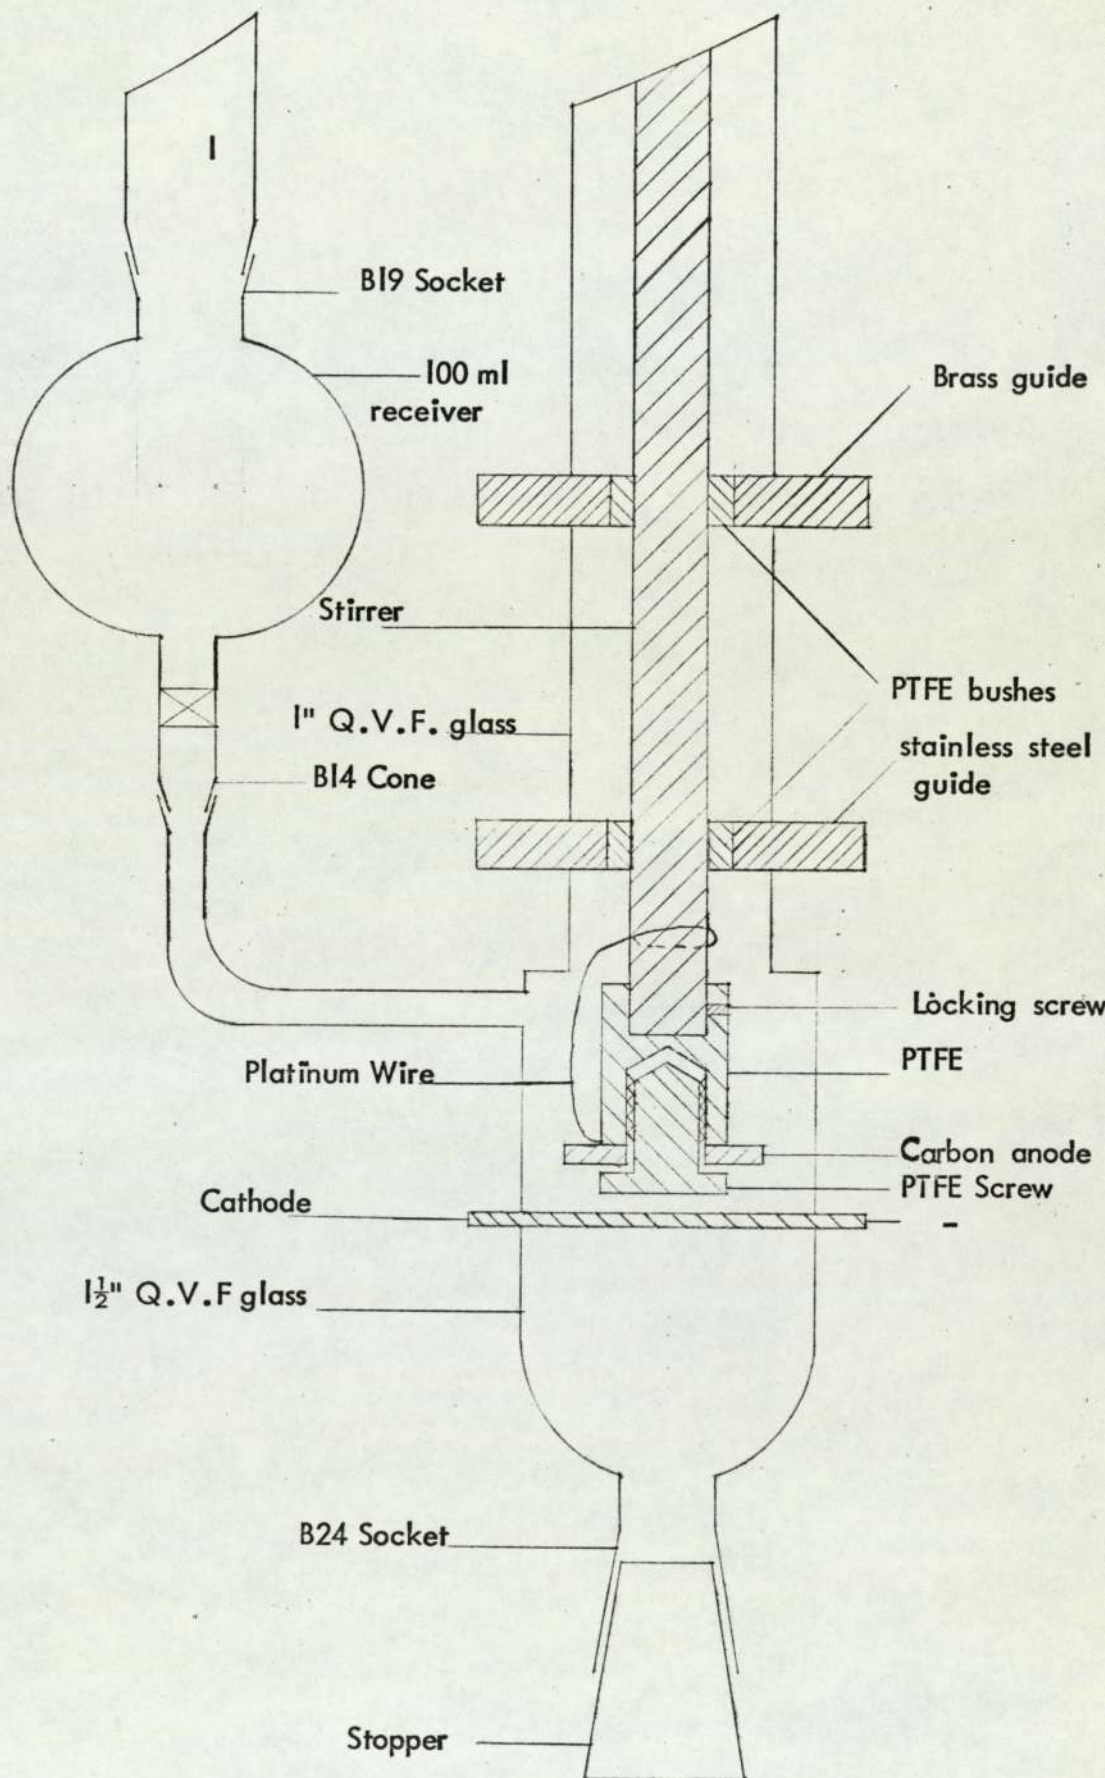 I
B19 Socket
100 ml
receiver
Brass guide
Stirrer
PTFE bushes
1" Q.V.F. glass
stainless steel
guide
B14 Cone
Locking screw
PTFE
Platinum Wire
Carbon anode
PTFE Screw
Cathode
-
1½" Q.V.F glass
B24 Socket
Stopper